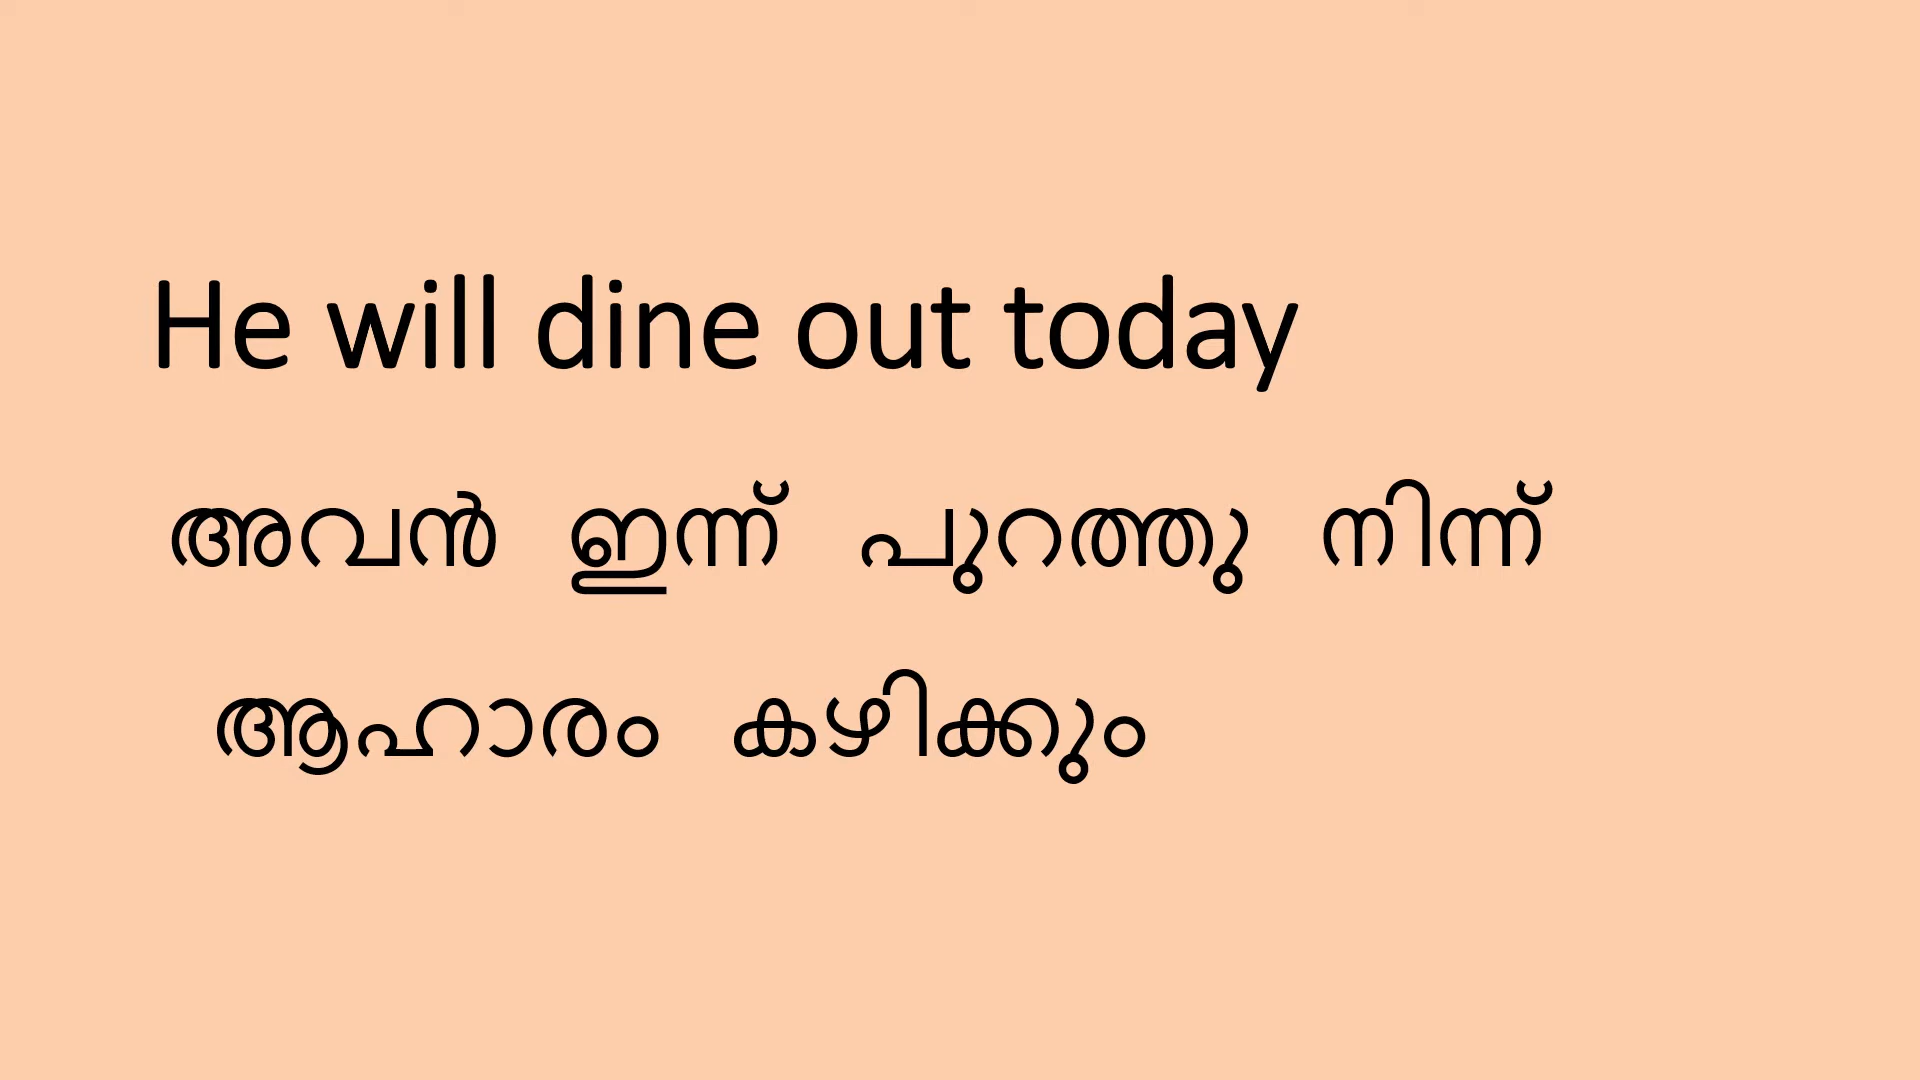 He will dine out today
അവൻ ഇന്ന് പുറത്തു നിന്ന്
ആഹാരം കഴിക്കും